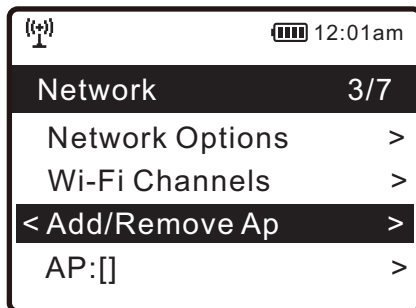 12:01am
Network 3/7
Network Options >
Wi-Fi Channels >
< Add/Remove Ap >
AP:[] >